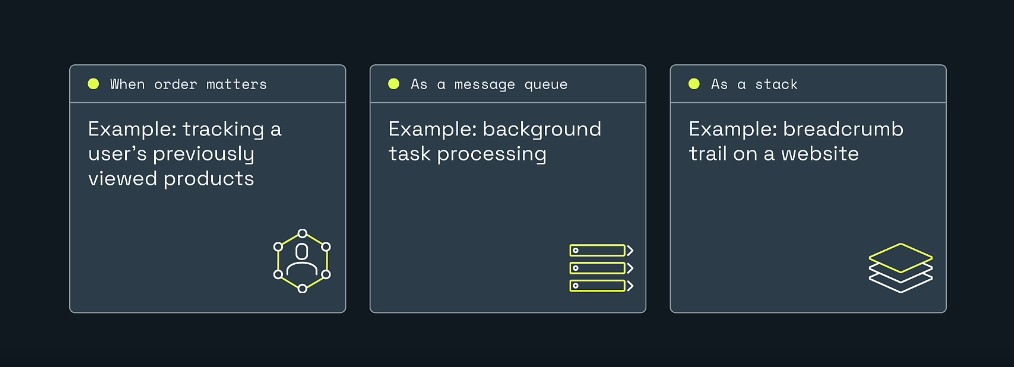 When order matters
Example: tracking a
user's previously
viewed products
As a message queue
Example: background
task processing
As a stack
Example: breadcrumb
trail on a website